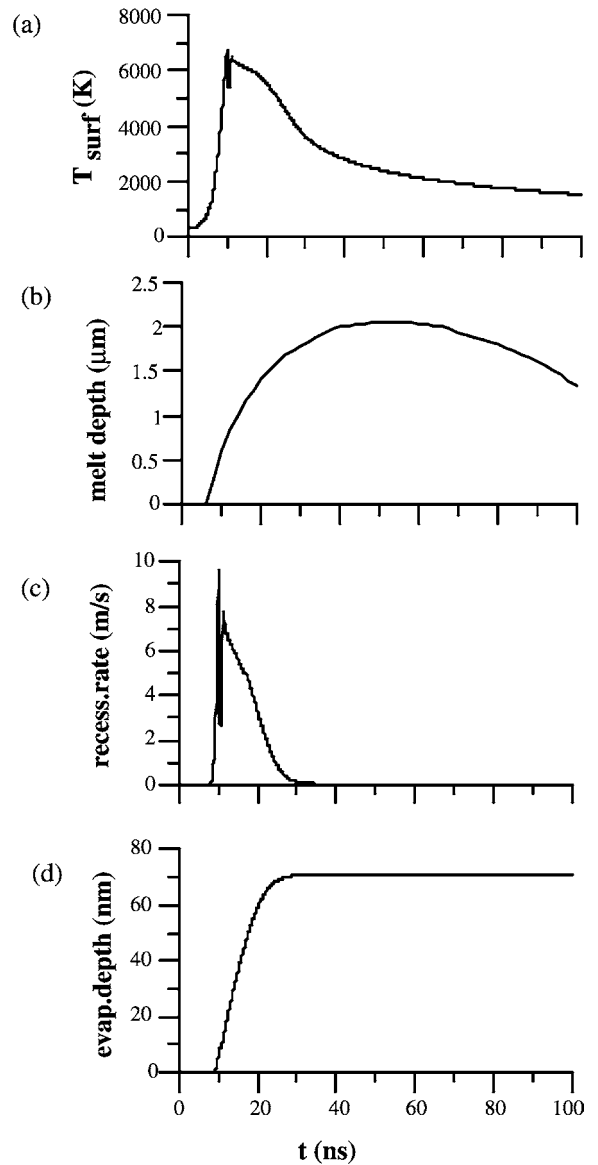 (a)
8000
6000
4000
2000
0
T surf (K)
(b)
2.5
2
1.5
1
0.5
0
melt depth (μm)
(c)
10
8
6
4
2
0
recess.rate (m/s)
(d)
80
60
40
20
0
evap.depth (nm)
0 20 40 60 80 100
t (ns)